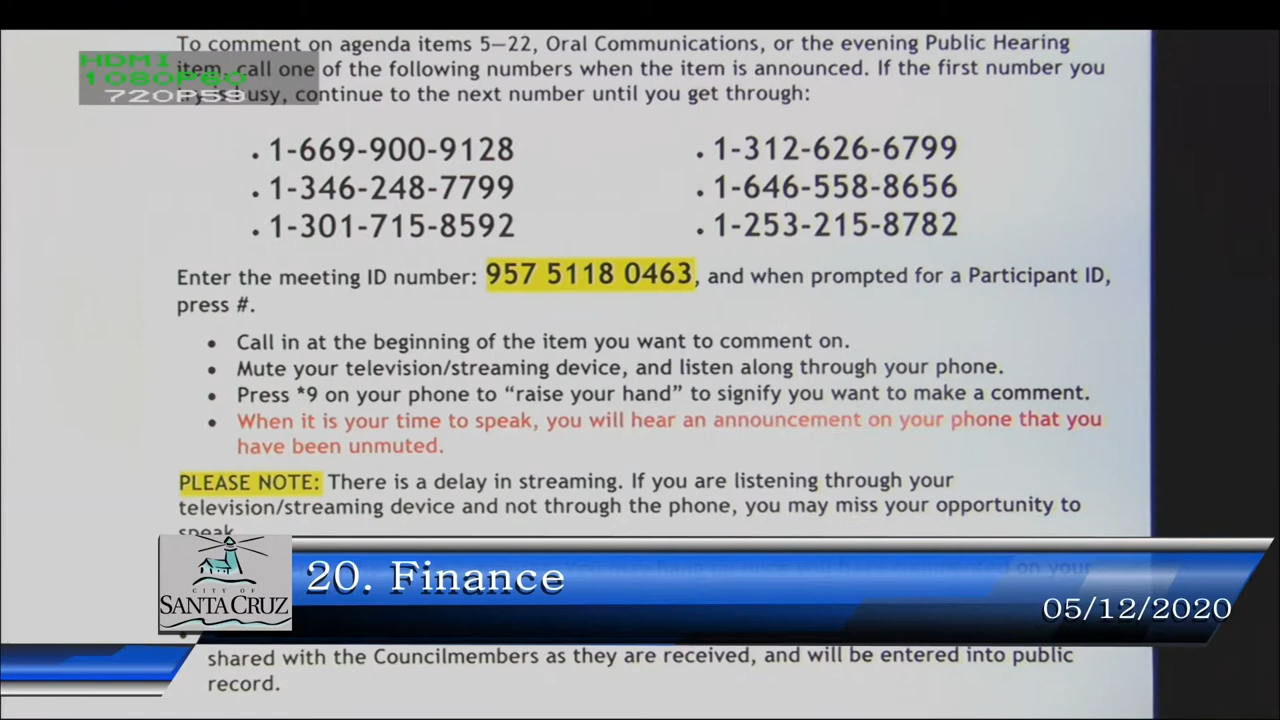 To comment on agenda items 5–22, Oral Communications, or the evening Public Hearing
HDMI
item, call one of the following numbers when the item is announced. If the first number you
1080P60
720P59
busy, continue to the next number until you get through:
• 1-669-900-9128
• 1-312-626-6799
• 1-346-248-7799
• 1-646-558-8656
• 1-301-715-8592
• 1-253-215-8782
Enter the meeting ID number: 957 5118 0463, and when prompted for a Participant ID,
press #.
• Call in at the beginning of the item you want to comment on.
• Mute your television/streaming device, and listen along through your phone.
• Press *9 on your phone to “raise your hand” to signify you want to make a comment.
• When it is your time to speak, you will hear an announcement on your phone that you
have been unmuted.
PLEASE NOTE: There is a delay in streaming. If you are listening through your
television/streaming device and not through the phone, you may miss your opportunity to
speak.
20. Finance
CITY OF
SANTA CRUZ
05/12/2020
shared with the Councilmembers as they are received, and will be entered into public
record.